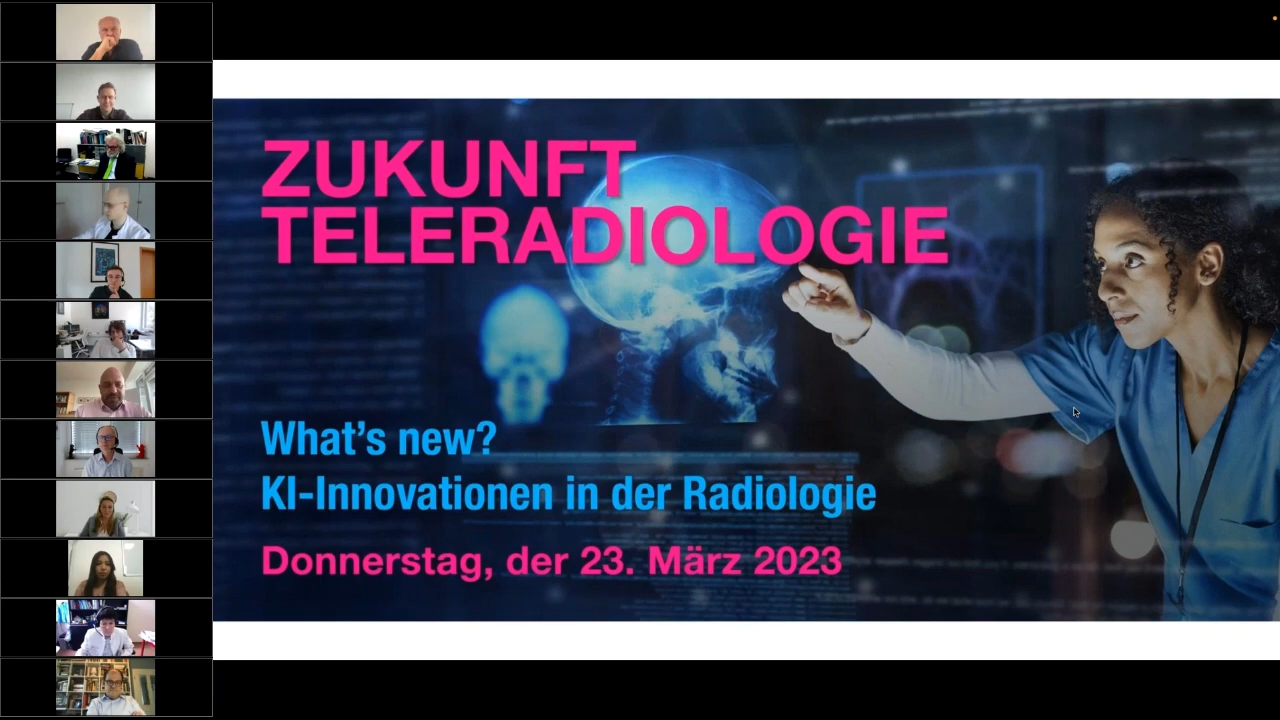 ZUKUNFT
TELERADIOLOGIE
What's new?
KI-Innovationen in der Radiologie
Donnerstag, der 23. März 2023